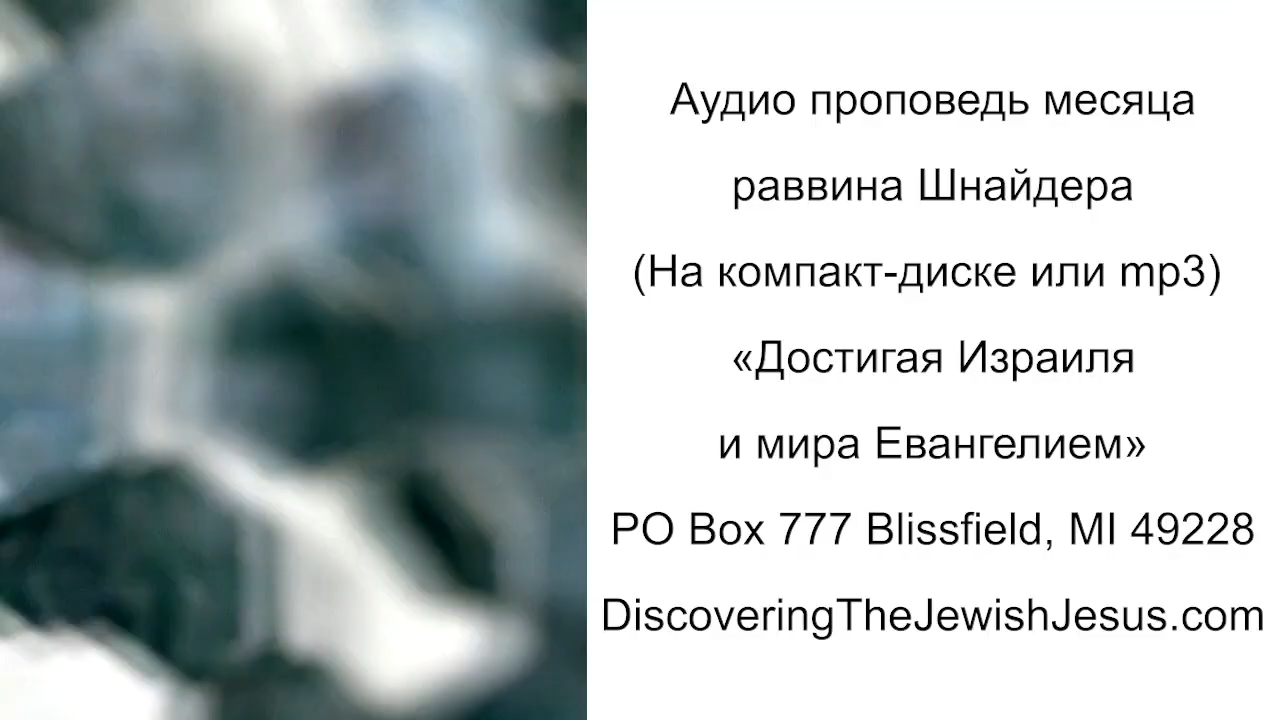 Аудио проповедь месяца
раввина Шнайдера
(На компакт-диске или mp3)
«Достигая Израиля
и мира Евангелием»
PO Box 777 Blissfield, MI 49228
DiscoveringTheJewishJesus.com